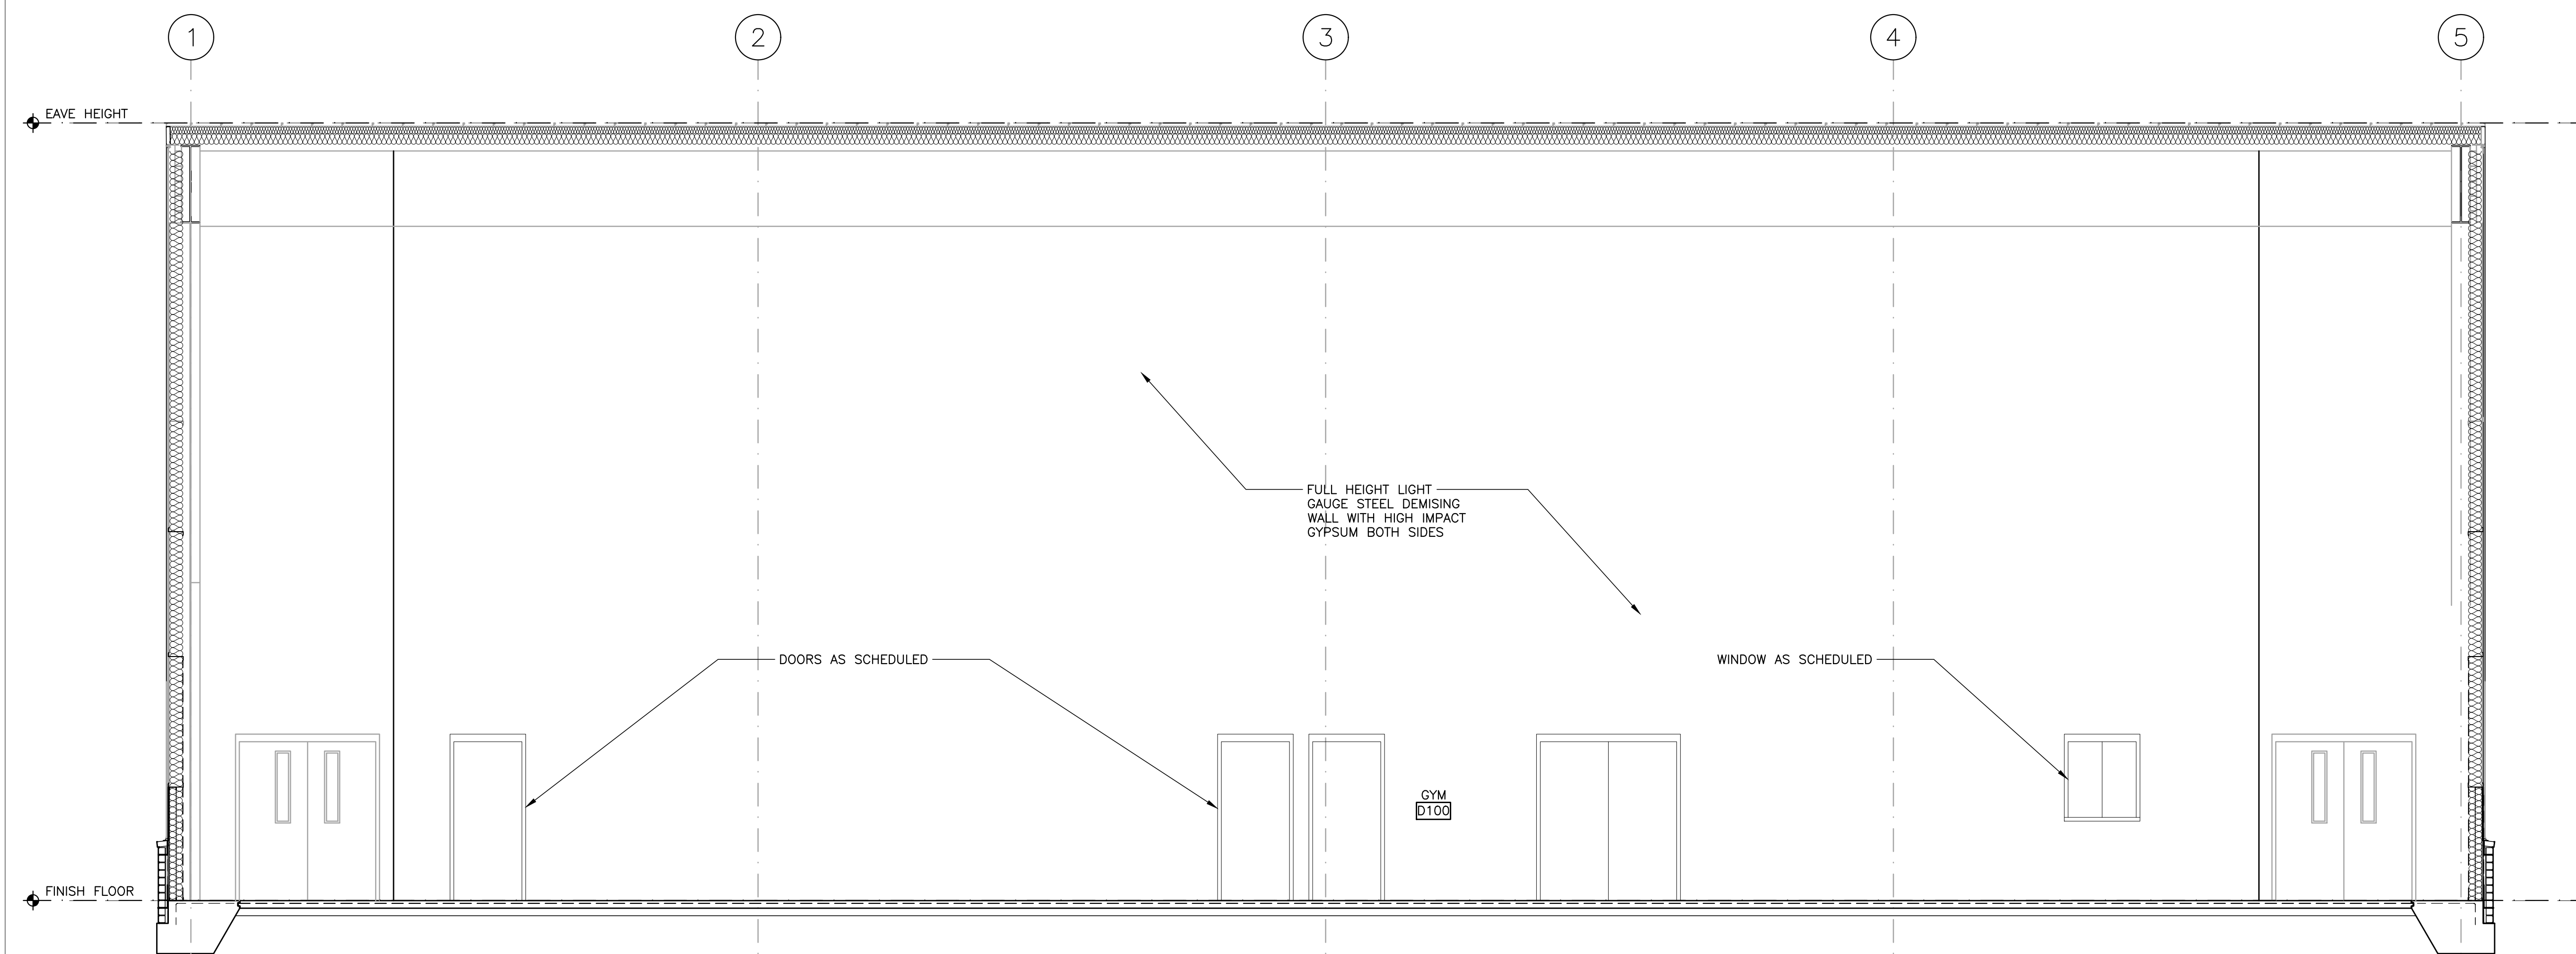 1
2
3
4
5
EAVE HEIGHT
FULL HEIGHT LIGHT
GAUGE STEEL DEMISING
WALL WITH HIGH IMPACT
GYPSUM BOTH SIDES
DOORS AS SCHEDULED
WINDOW AS SCHEDULED
GYM
D100
FINISH FLOOR